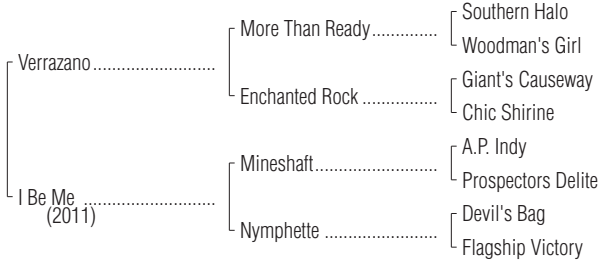 Southern Halo
More Than Ready..............
Woodman's Girl
Verrazano..........................
Giant's Causeway
Enchanted Rock ................
Chic Shirine
A.P. Indy
Mineshaft..........................
Prospectors Delite
I Be Me ............................
(2011)
Devil's Bag
Nymphette ........................
Flagship Victory